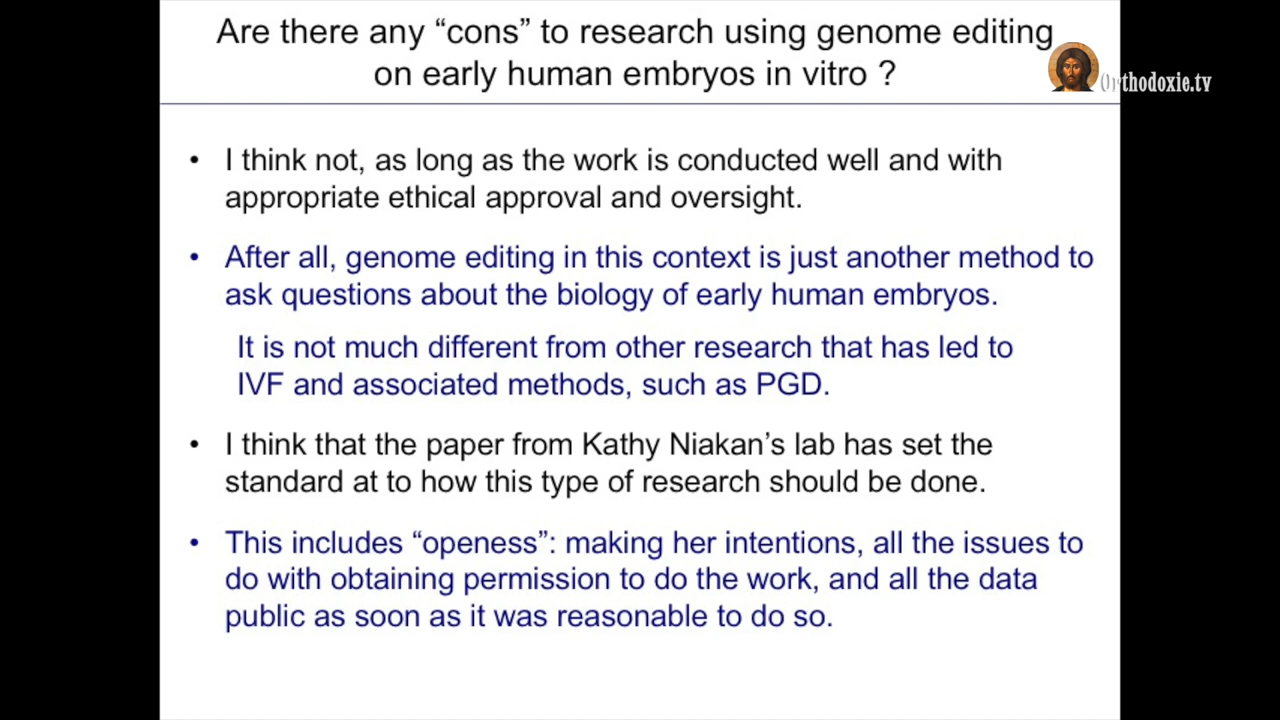 Are there any “cons” to research using genome editing
on early human embryos in vitro ?
Orthodoxie.tv
• I think not, as long as the work is conducted well and with
appropriate ethical approval and oversight.
• After all, genome editing in this context is just another method to
ask questions about the biology of early human embryos.
It is not much different from other research that has led to
IVF and associated methods, such as PGD.
• I think that the paper from Kathy Niakan’s lab has set the
standard at to how this type of research should be done.
• This includes “openess”: making her intentions, all the issues to
do with obtaining permission to do the work, and all the data
public as soon as it was reasonable to do so.